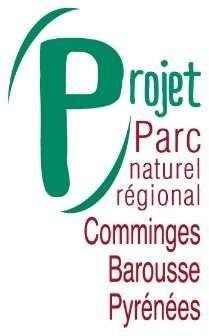 Projet
Parc
naturel
régional
Comminges
Barousse
Pyrénées